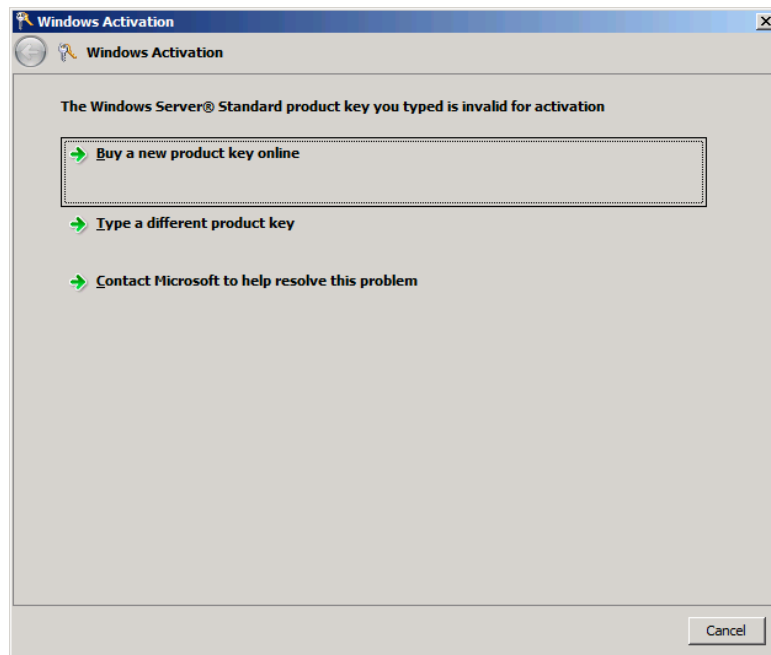 Windows Activation
Windows Activation
The Windows Server® Standard product key you typed is invalid for activation
Buy a new product key online
Type a different product key
Contact Microsoft to help resolve this problem
Cancel